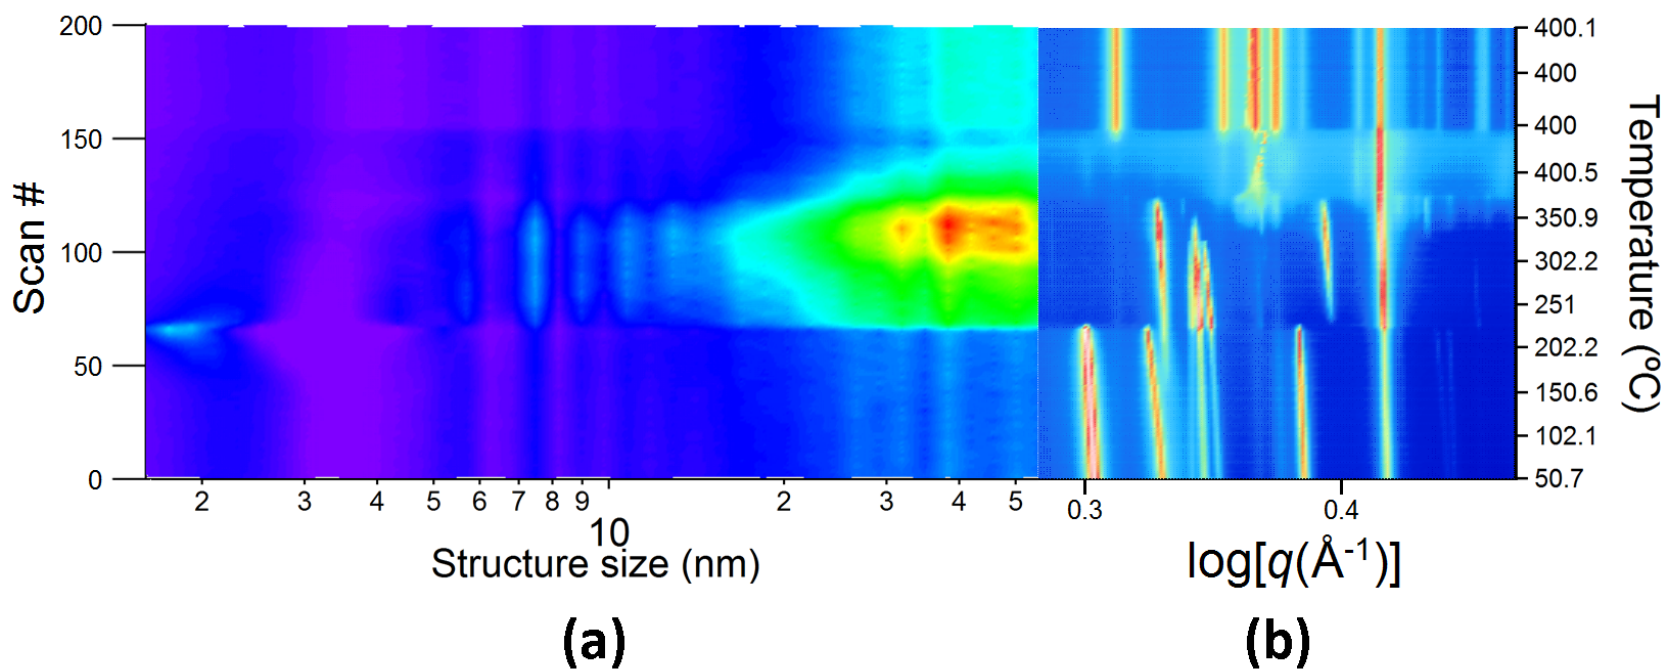 Scan #
200
150
100
50
0
2 3 4 5 6 7 8 9 2 3 4 5
10
Structure size (nm)
(a)
400.1
400
400
400.5
350.9
302.2
251
202.2
150.6
102.1
50.7
Temperature (ºC)
0.3 0.4
log[q(Å-1)]
(b)